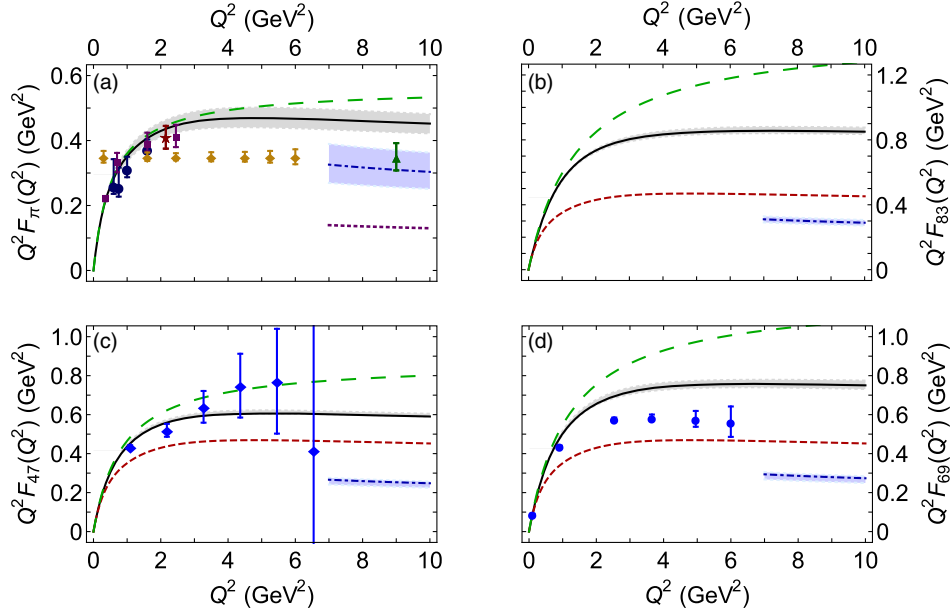 Q² (GeV²)
Q² (GeV²)
0 2 4 6 8 10
0 2 4 6 8 10
(a)
(b)
0.6
0.4
0.2
0
Q²Fπ(Q²) (GeV²)
1.2
0.8
0.4
0
Q²F₈₃(Q²) (GeV²)
(c)
(d)
1.0
0.8
0.6
0.4
0.2
0
Q²F₄₇(Q²) (GeV²)
1.0
0.8
0.6
0.4
0.2
0
Q²F₆₉(Q²) (GeV²)
0 2 4 6 8 10
0 2 4 6 8 10
Q² (GeV²)
Q² (GeV²)